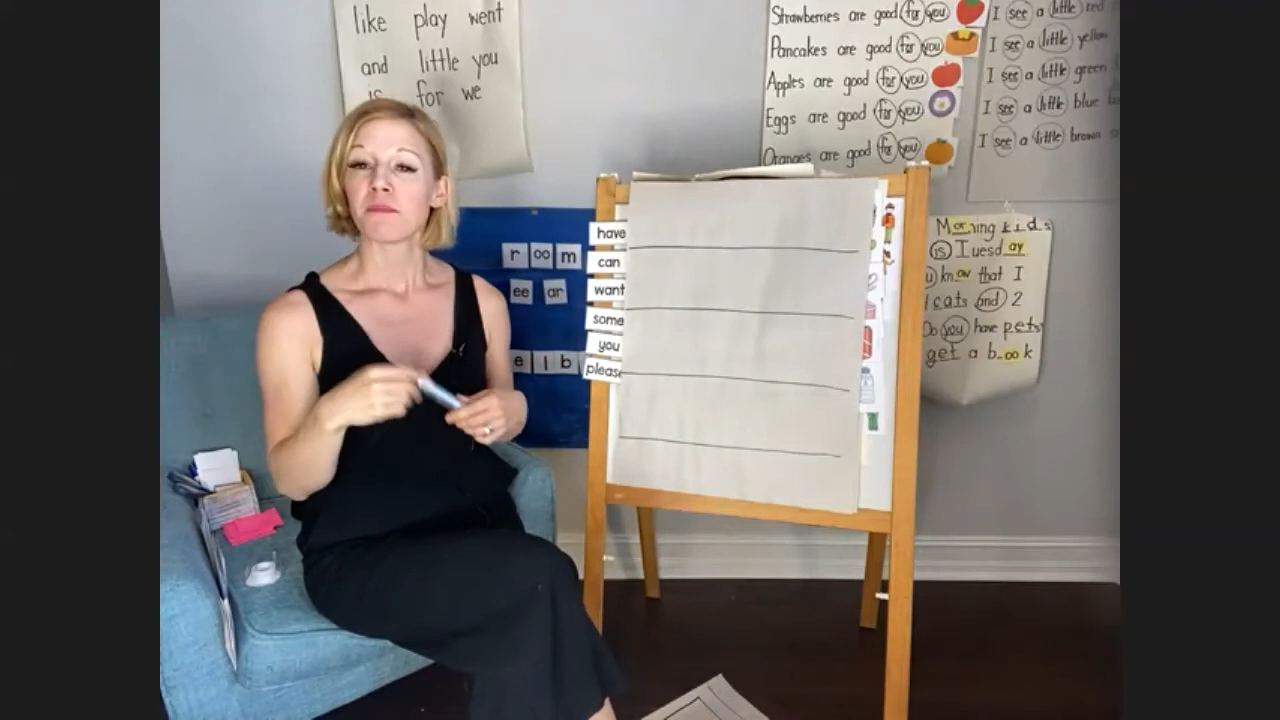 like play went
and little you
is for we
Strawberries are good for you
Pancakes are good for you
Apples are good for you
Eggs are good for you
Oranges are good for you
I see a little red
I see a little yellow
I see a little green
I see a little blue
I see a little brown
r oo m
ee ar
e l b
have
can
want
some
you
please
Morning kids
is Tuesday
that I
cats and 2
Do you have pets
get a b_ook